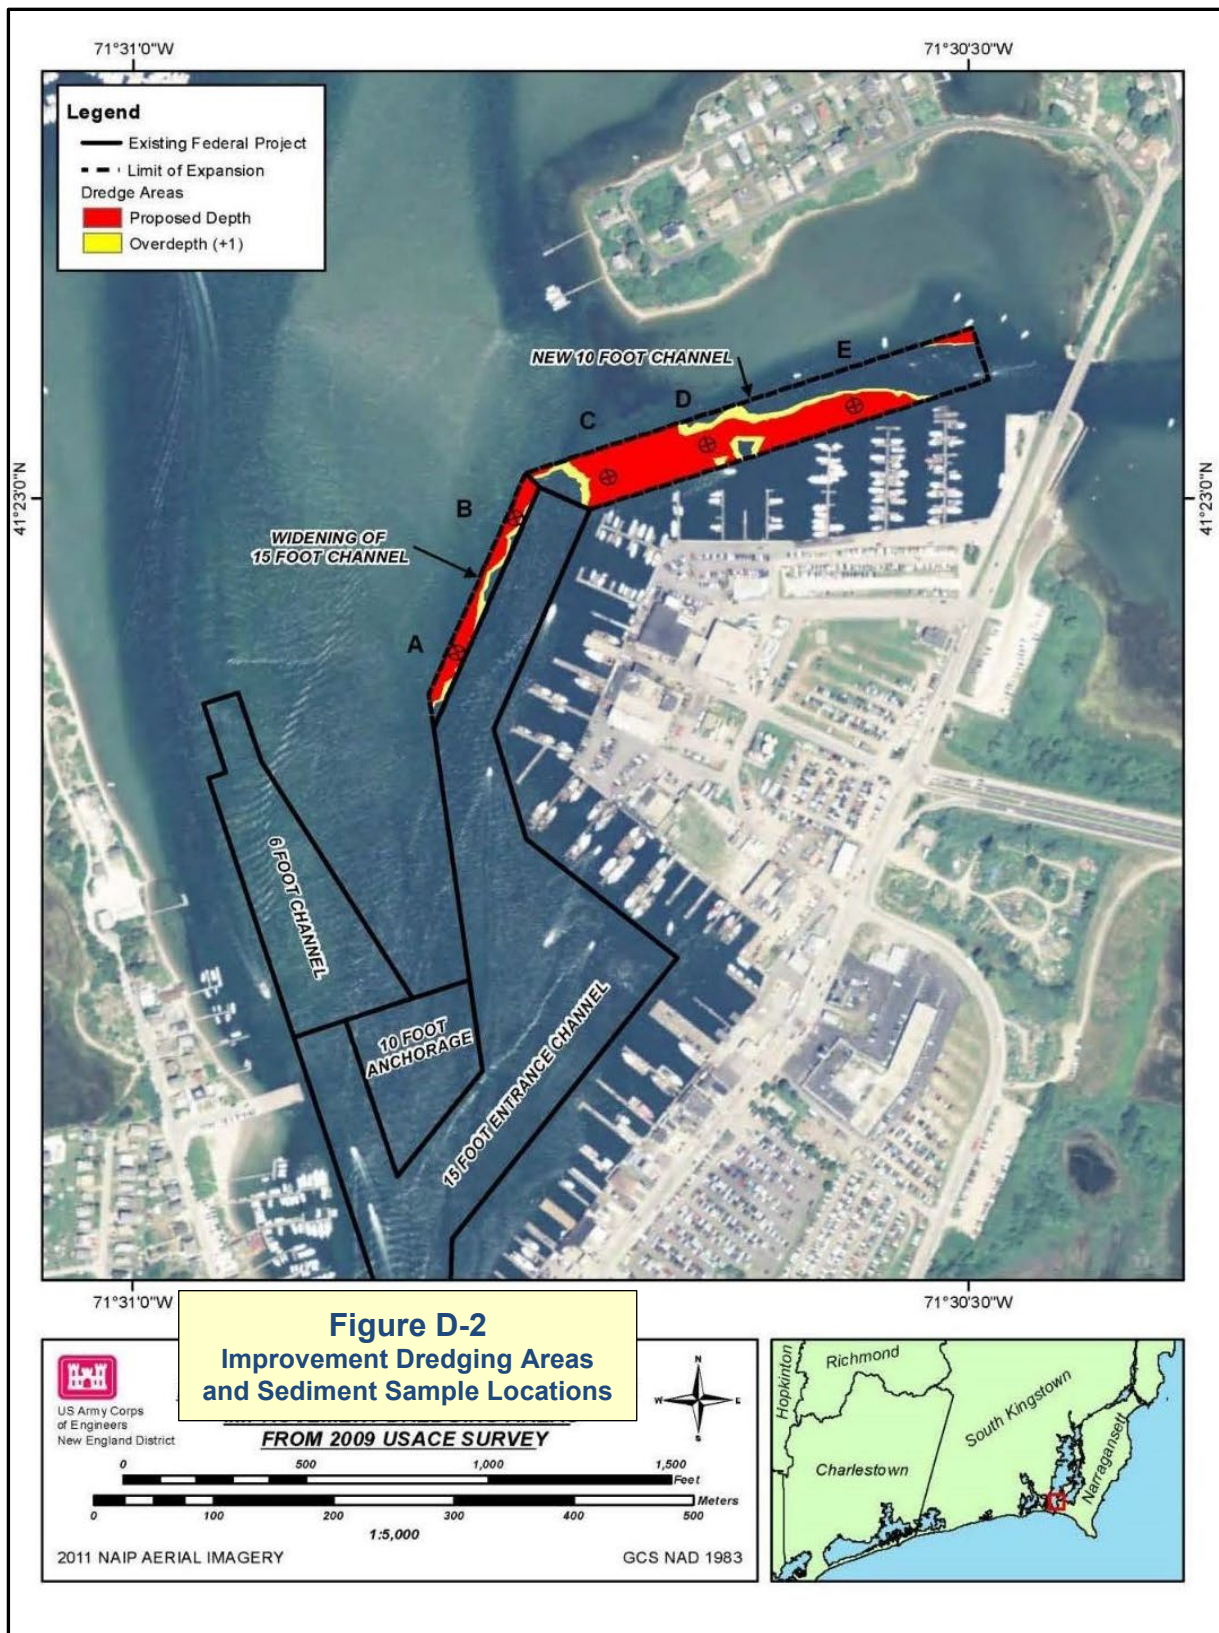 71°31'0"W
71°30'30"W
Legend
Existing Federal Project
Limit of Expansion
Dredge Areas
Proposed Depth
Overdepth (+1)
NEW 10 FOOT CHANNEL
E
D
C
B
WIDENING OF
15 FOOT CHANNEL
A
41°23'0"N
41°23'0"N
6 FOOT CHANNEL
10 FOOT
ANCHORAGE
15 FOOT ENTRANCE CHANNEL
71°31'0"W
71°30'30"W
Figure D-2
Improvement Dredging Areas
and Sediment Sample Locations
US Army Corps
of Engineers
New England District
FROM 2009 USACE SURVEY
N
W
E
S
0
500
1,000
1,500
Feet
Meters
0
100
200
300
400
500
1:5,000
2011 NAIP AERIAL IMAGERY
GCS NAD 1983
Hopkinton
Richmond
South Kingstown
Charlestown
Narragansett